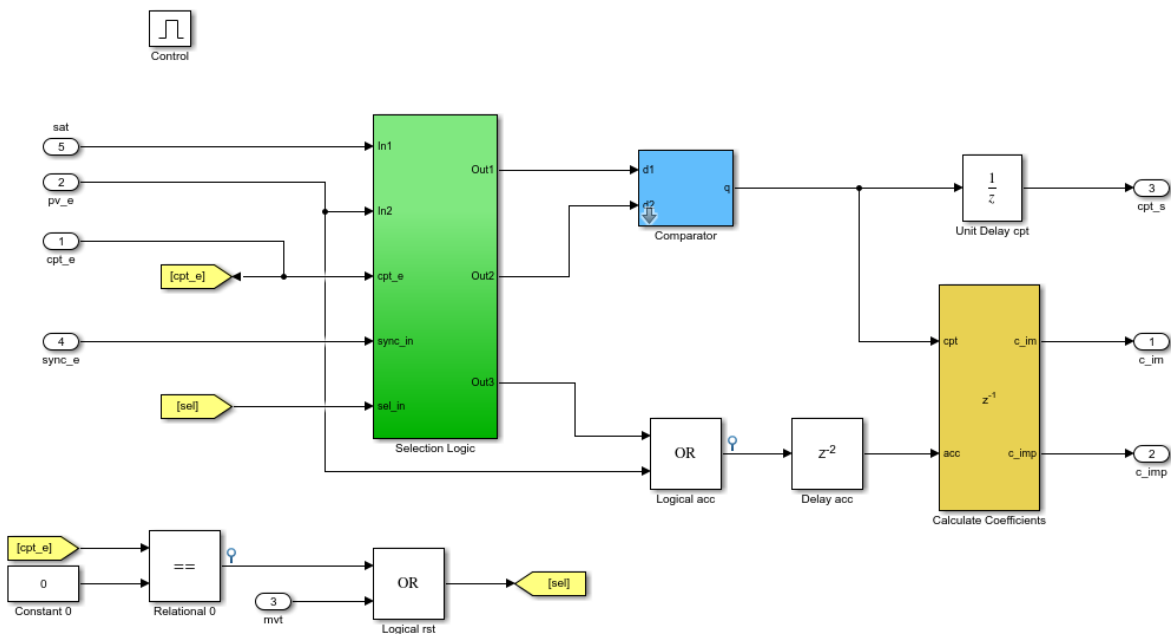 Control
sat
5
2
pv_e
1
cpt_e
[cpt_e]
4
sync_e
[sel]
In1
In2
cpt_e
sync_in
sel_in
Out1
Out2
Out3
Selection Logic
d1
d2
q
Comparator
1
z
Unit Delay cpt
3
cpt_s
OR
Logical acc
z-2
Delay acc
cpt
acc
z-1
c_im
c_imp
Calculate Coefficients
1
c_im
2
c_imp
[cpt_e]
0
Constant 0
==
Relational 0
3
mvt
OR
Logical rst
[sel]